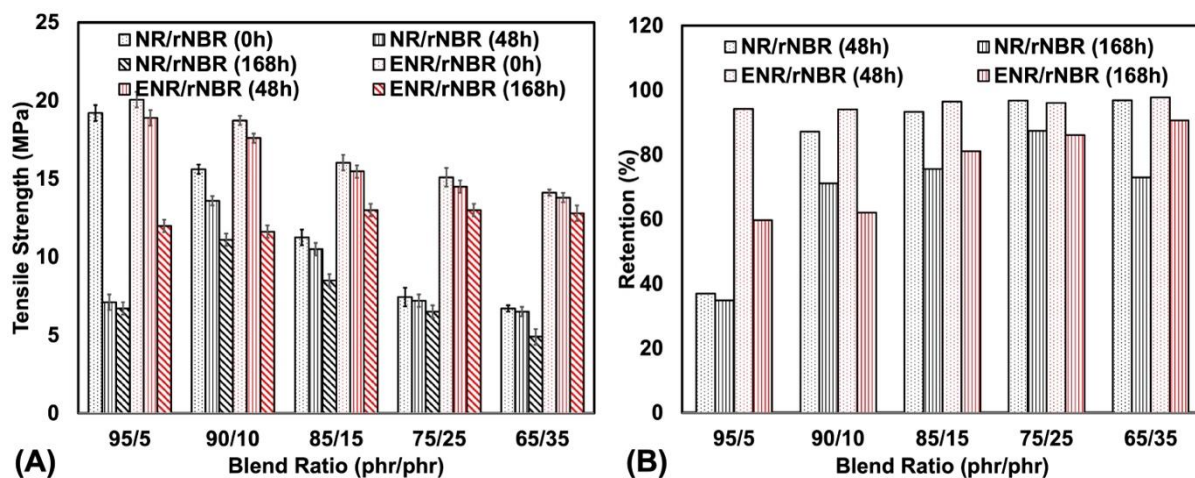 25
20
15
10
5
0
Tensile Strength (MPa)
NR/rNBR (0h)
NR/rNBR (48h)
NR/rNBR (168h)
ENR/rNBR (0h)
ENR/rNBR (48h)
ENR/rNBR (168h)
95/5 90/10 85/15 75/25 65/35
Blend Ratio (phr/phr)
(A)
120
100
80
60
40
20
0
Retention (%)
NR/rNBR (48h)
NR/rNBR (168h)
ENR/rNBR (48h)
ENR/rNBR (168h)
95/5 90/10 85/15 75/25 65/35
Blend Ratio (phr/phr)
(B)